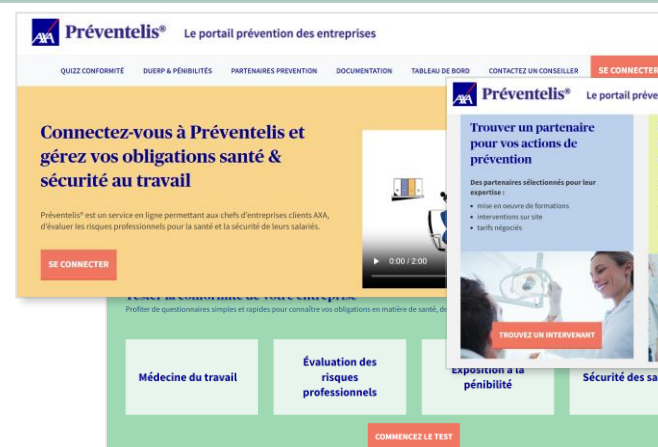 AXA Préventelis® Le portail prévention des entreprises
QUIZZ CONFORMITÉ DUERP & PÉNIBILITÉS PARTENAIRES PREVENTION DOCUMENTATION TABLEAU DE BORD CONTACTEZ UN CONSEILLER SE CONNECTER
Connectez-vous à Préventelis et
gérez vos obligations santé &
sécurité au travail
Préventelis® est un service en ligne permettant aux chefs d'entreprises clients AXA,
d'évaluer les risques professionnels pour la santé et la sécurité de leurs salariés.
SE CONNECTER
0:00 / 2:00
AXA Préventelis® Le portail préve
Trouver un partenaire
pour vos actions de
prévention
Des partenaires sélectionnés pour leur
expertise :
• mise en oeuvre de formations
• interventions sur site
• tarifs négociés
TROUVEZ UN INTERVENANT
Tester la conformité de votre entreprise
Profiter de questionnaires simples et rapides pour connaître vos obligations en matière de santé, de
Médecine du travail
Évaluation des
risques
professionnels
Exposition à la
pénibilité
Sécurité des sa
COMMENCEZ LE TEST